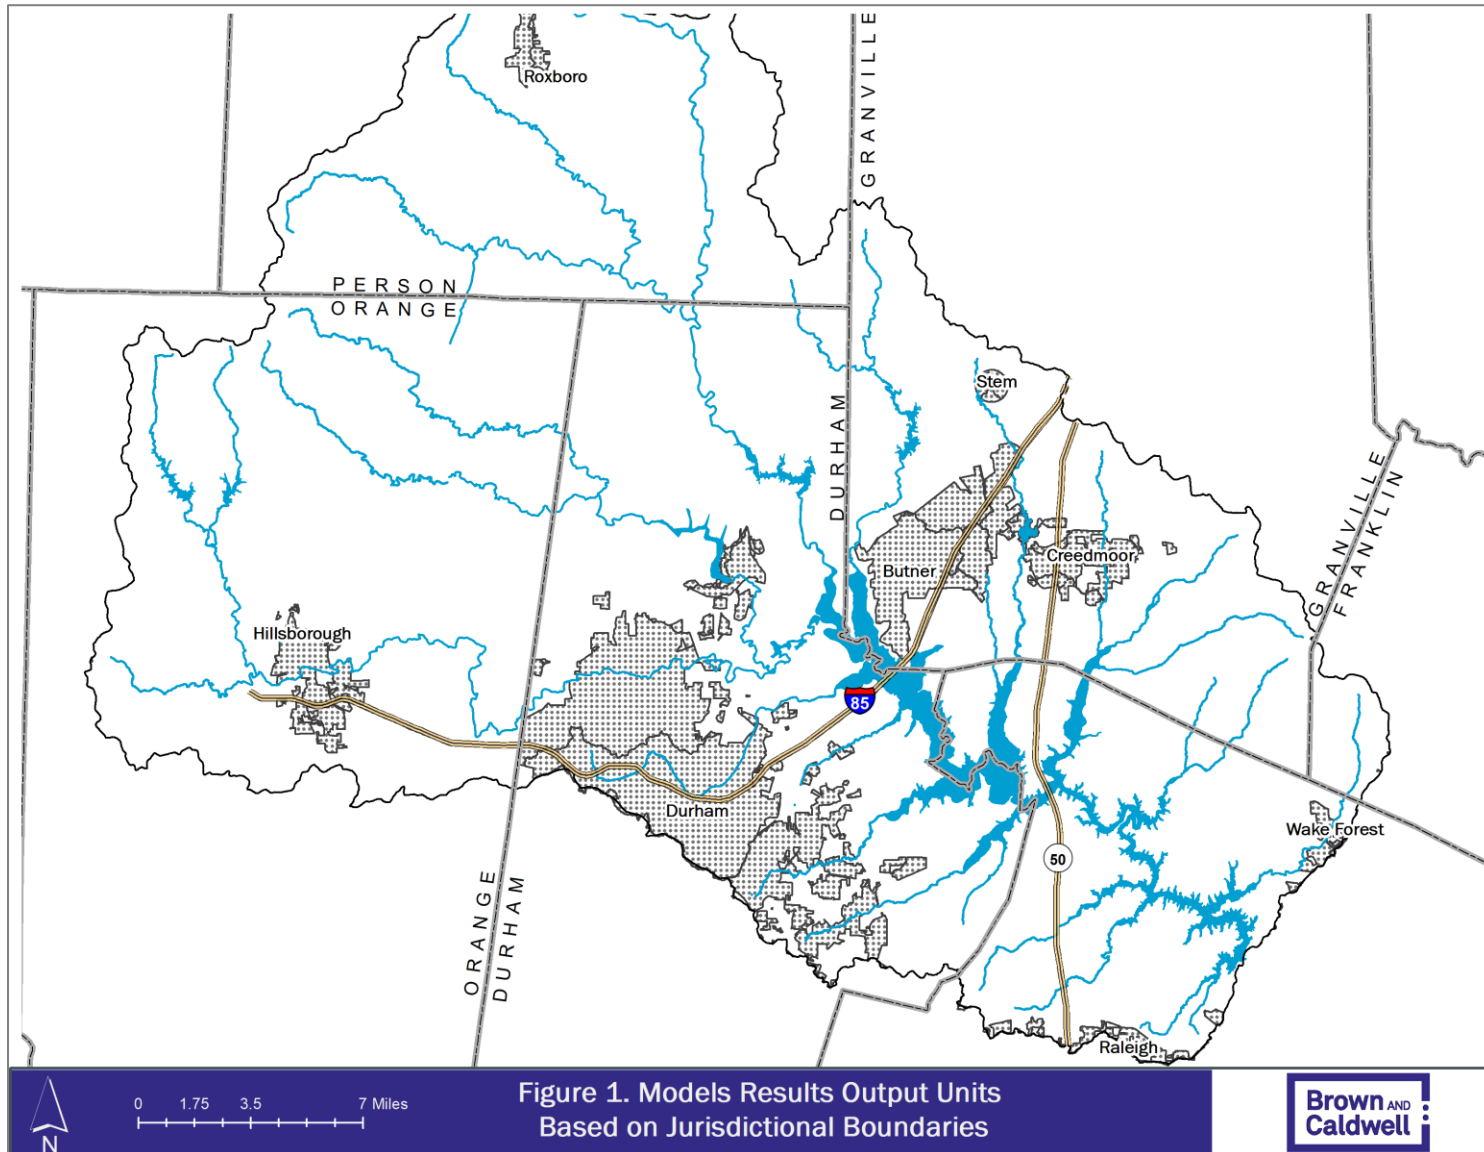 GRANVILLE
Roxboro
PERSON
ORANGE
Stem
DURHAM
GRANVILLE
FRANKLIN
Creedmoor
Butner
Hillsborough
85
Durham
Wake Forest
50
ORANGE
DURHAM
Raleigh
N
0 1.75 3.5 7 Miles
Figure 1. Models Results Output Units
Based on Jurisdictional Boundaries
Brown AND
Caldwell